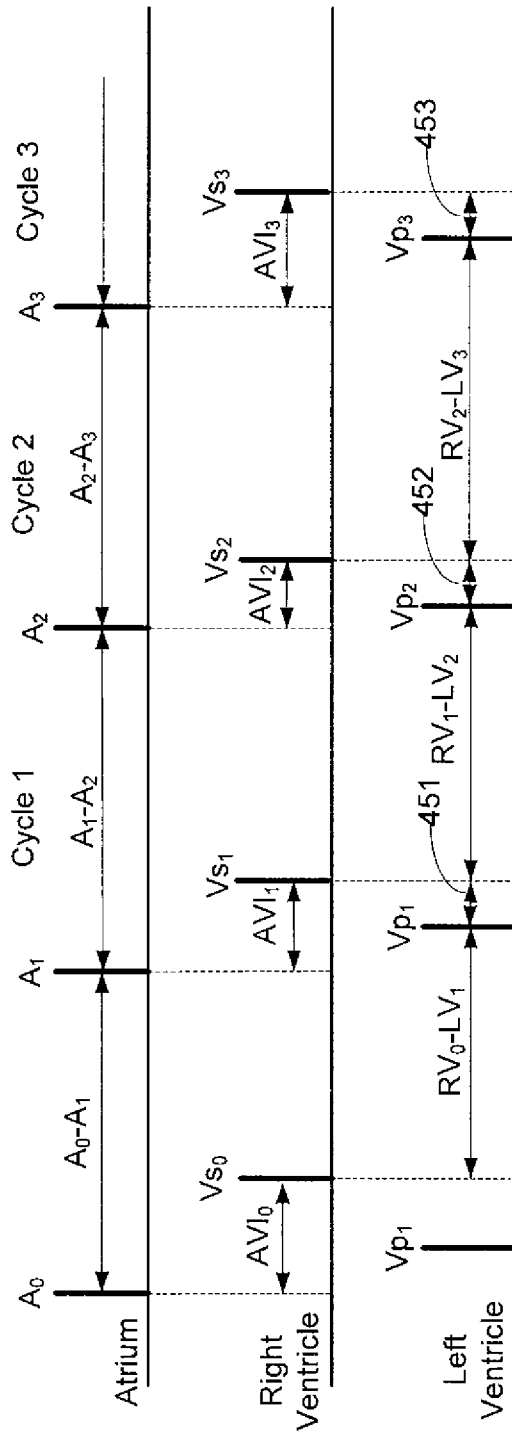 Cycle 1
Cycle 2
Cycle 3
A₀
A₁
A₂
A₃
A₀-A₁
A₁-A₂
A₂-A₃
Atrium
Vs₀
Vs₁
Vs₂
Vs₃
AVI₀
AVI₁
AVI₂
AVI₃
Right
Ventricle
451
452
453
Vp₁
Vp₁
Vp₂
Vp₃
RV₀-LV₁
RV₁-LV₂
RV₂-LV₃
Left
Ventricle